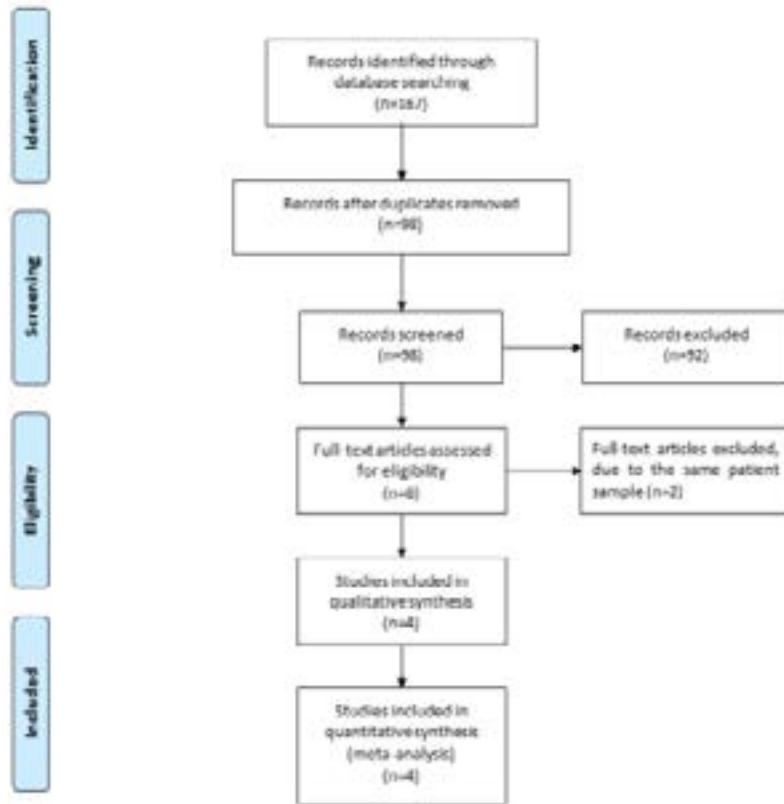 Identification
Records identified through
database searching
(n=167)
Records after duplicates removed
(n=98)
Screening
Records screened
(n=98)
Records excluded
(n=92)
Eligibility
Full-text articles assessed
for eligibility
(n=6)
Full-text articles excluded,
due to the same patient
sample (n=2)
Studies included in
qualitative synthesis
(n=4)
Included
Studies included in
quantitative synthesis
(meta-analysis)
(n=4)